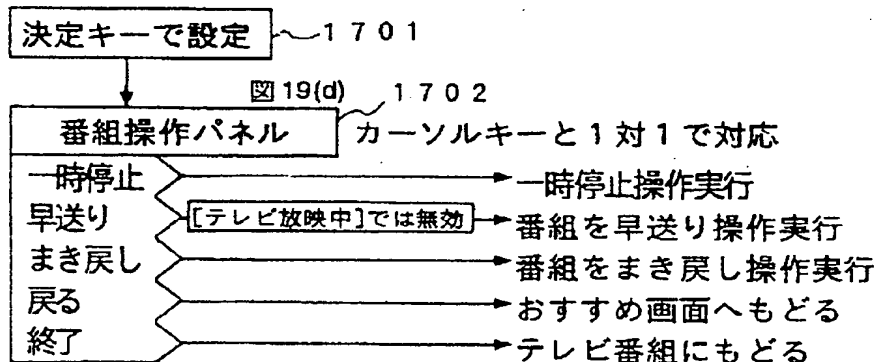 決定キーで設定 1701
図19(d) 1702
番組操作パネル カーソルキーと1対1で対応
一時停止 一時停止操作実行
早送り [テレビ放映中]では無効 番組を早送り操作実行
まき戻し 番組をまき戻し操作実行
戻る おすすめ画面へもどる
終了 テレビ番組にもどる